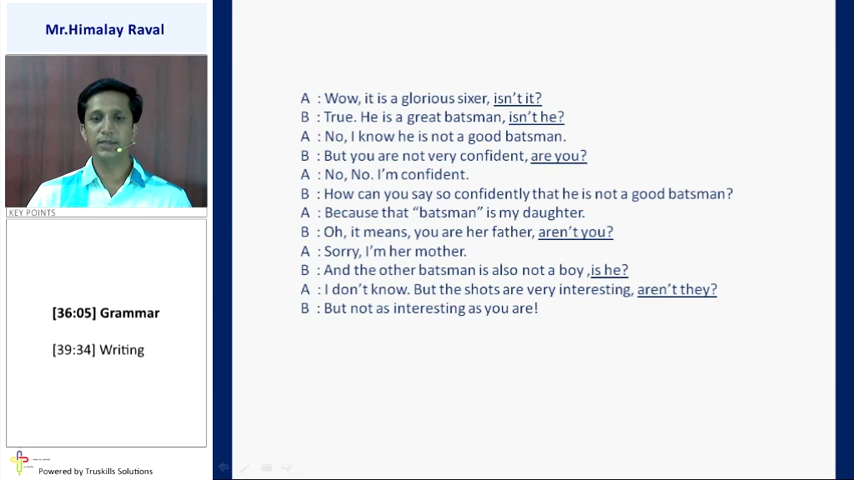 Mr.Himalay Raval
KEY POINTS
[36:05] Grammar
[39:34] Writing
Powered by Truskills Solutions
A : Wow, it is a glorious sixer, isn't it?
B : True. He is a great batsman, isn't he?
A : No, I know he is not a good batsman.
B : But you are not very confident, are you?
A : No, No. I'm confident.
B : How can you say so confidently that he is not a good batsman?
A : Because that “batsman” is my daughter.
B : Oh, it means, you are her father, aren't you?
A : Sorry, I'm her mother.
B : And the other batsman is also not a boy ,is he?
A : I don't know. But the shots are very interesting, aren't they?
B : But not as interesting as you are!